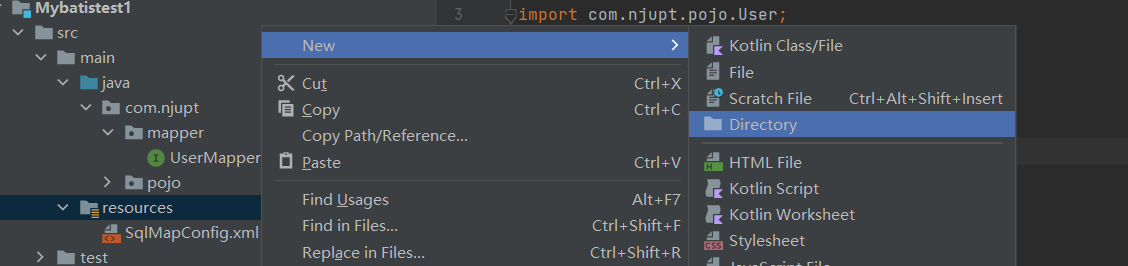 Mybatistest1
src
main
java
com.njupt
mapper
UserMapper
pojo
resources
SqlMapConfig.xml
test
3 import com.njupt.pojo.User;
New
Cut Ctrl+X
Copy Ctrl+C
Copy Path/Reference...
Paste Ctrl+V
Find Usages Alt+F7
Find in Files... Ctrl+Shift+F
Replace in Files... Ctrl+Shift+R
Kotlin Class/File
File
Scratch File Ctrl+Alt+Shift+Insert
Directory
HTML File
Kotlin Script
Kotlin Worksheet
Stylesheet
JavaScript File